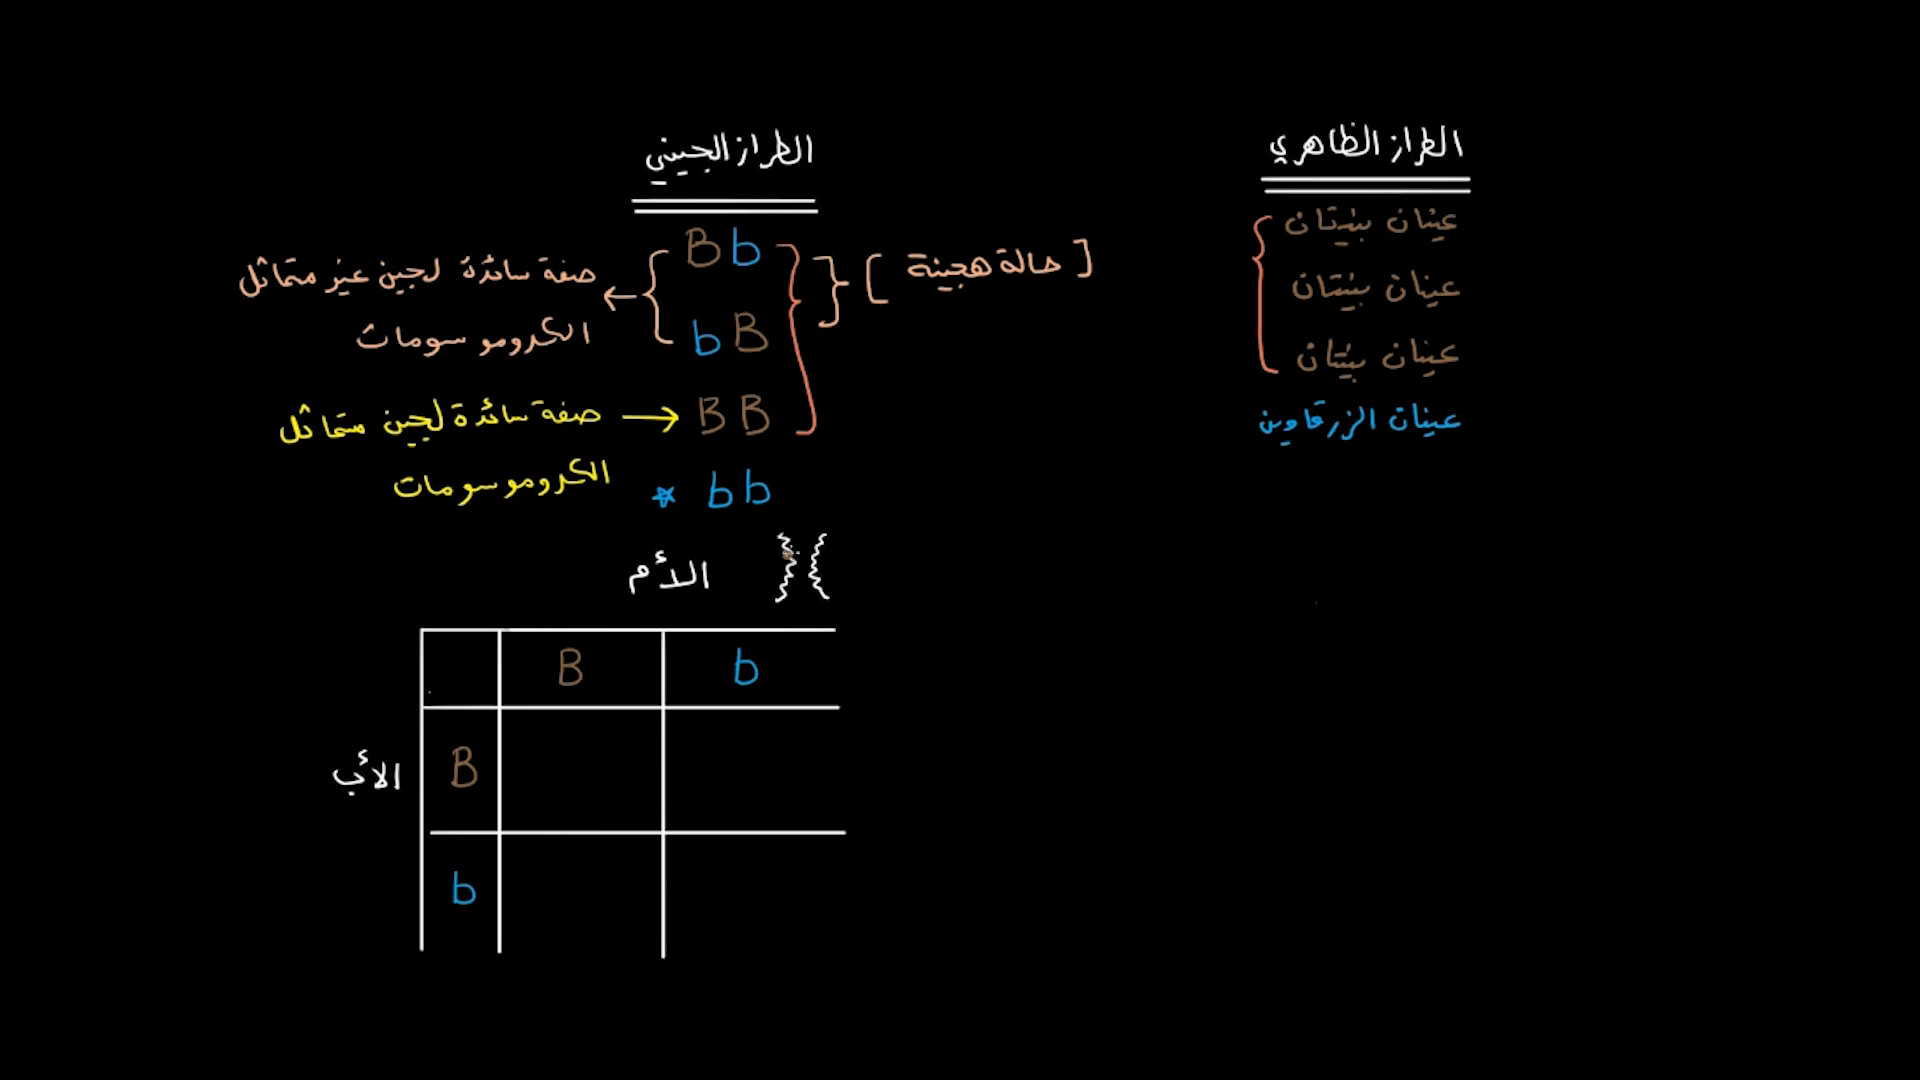 الطراز الظاهري
عينان بنيتان
عينان بنيتان
عينان بنيتان
عينان الزرقاوين
الطراز الجيني
Bb
[حالة هجينة]
صفة سائدة لجين غير متماثل
الكروموسومات
bB
BB
صفة سائدة لجين متماثل
الكروموسومات
bb
الأم
B b
الأب
B
b